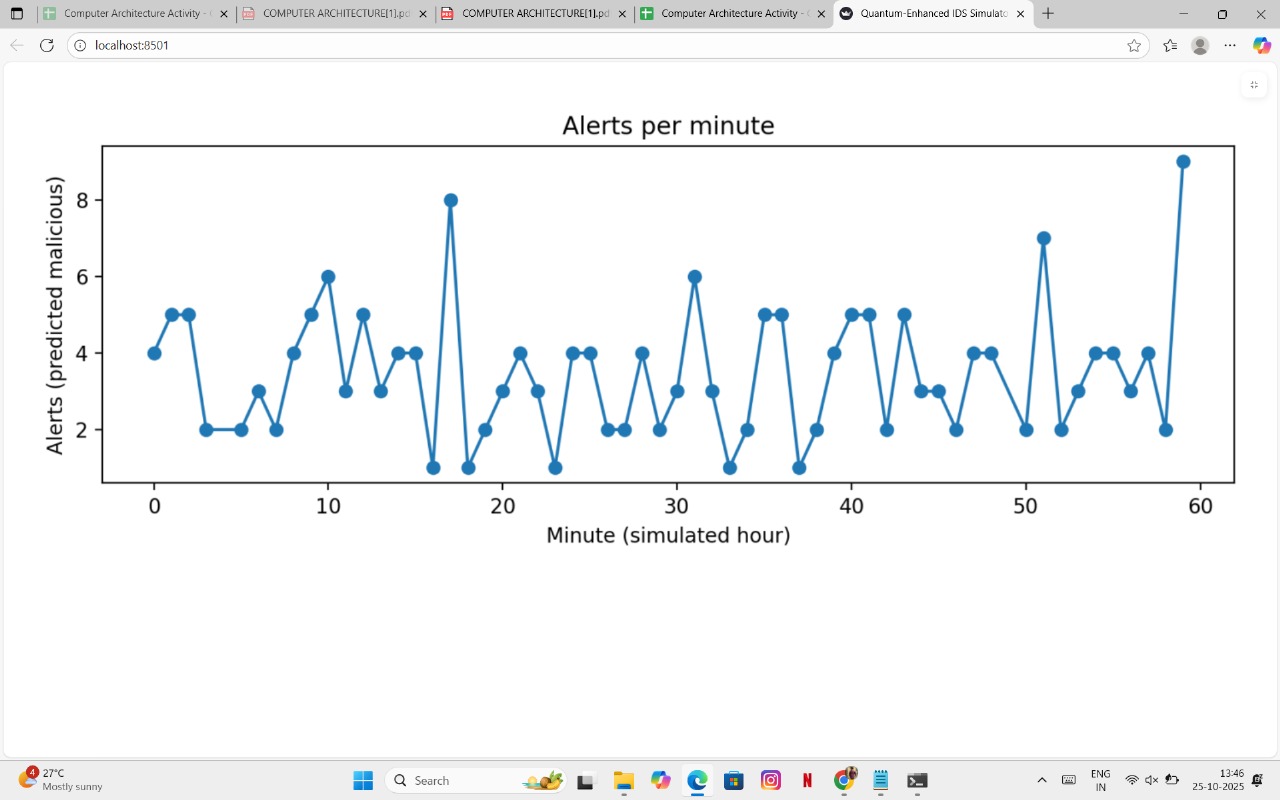 Computer Architecture Activity - (
COMPUTER ARCHITECTURE[1].pd
COMPUTER ARCHITECTURE[1].pd
Computer Architecture Activity - (
Quantum-Enhanced IDS Simulato
localhost:8501
Alerts per minute
Alerts (predicted malicious)
8
6
4
2
0 10 20 30 40 50 60
Minute (simulated hour)
4
27°C
Mostly sunny
Search
N
ENG
IN
13:46
25-10-2025